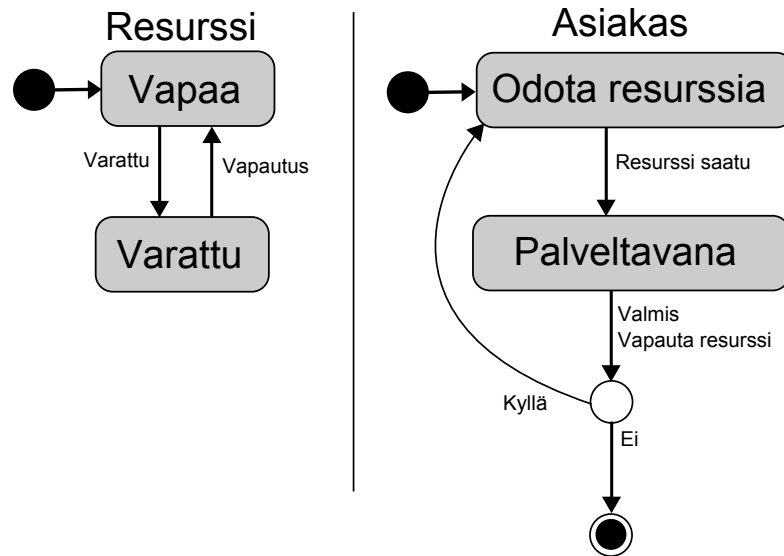 Resurssi
Vapaa
Varattu
Vapautus
Varattu
Asiakas
Odota resurssia
Resurssi saatu
Palveltavana
Valmis
Vapauta resurssi
Kyllä
Ei